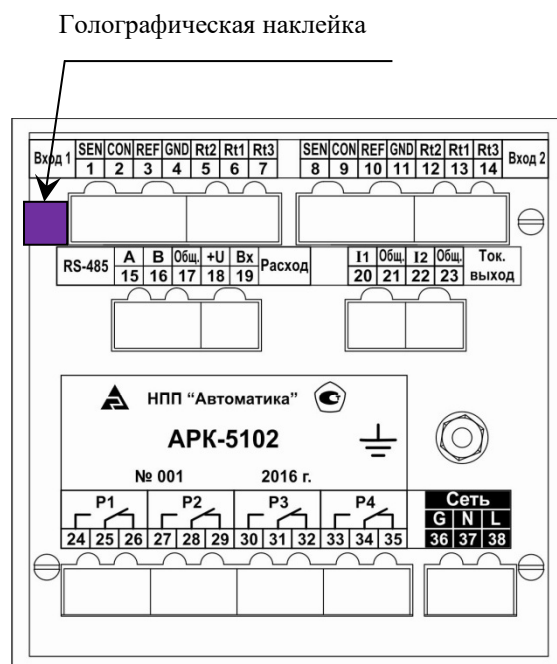 Голографическая наклейка
Вход 1 SEN CON REF GND Rt2 Rt1 Rt3 SEN CON REF GND Rt2 Rt1 Rt3 Вход 2
1 2 3 4 5 6 7 8 9 10 11 12 13 14
RS-485 A B Общ. +U Вх Расход I1 Общ. I2 Общ. Ток. выход
15 16 17 18 19 20 21 22 23
НПП “Автоматика”
АРК-5102
№ 001 2016 г.
P1 P2 P3 P4 Сеть
G N L
24 25 26 27 28 29 30 31 32 33 34 35 36 37 38